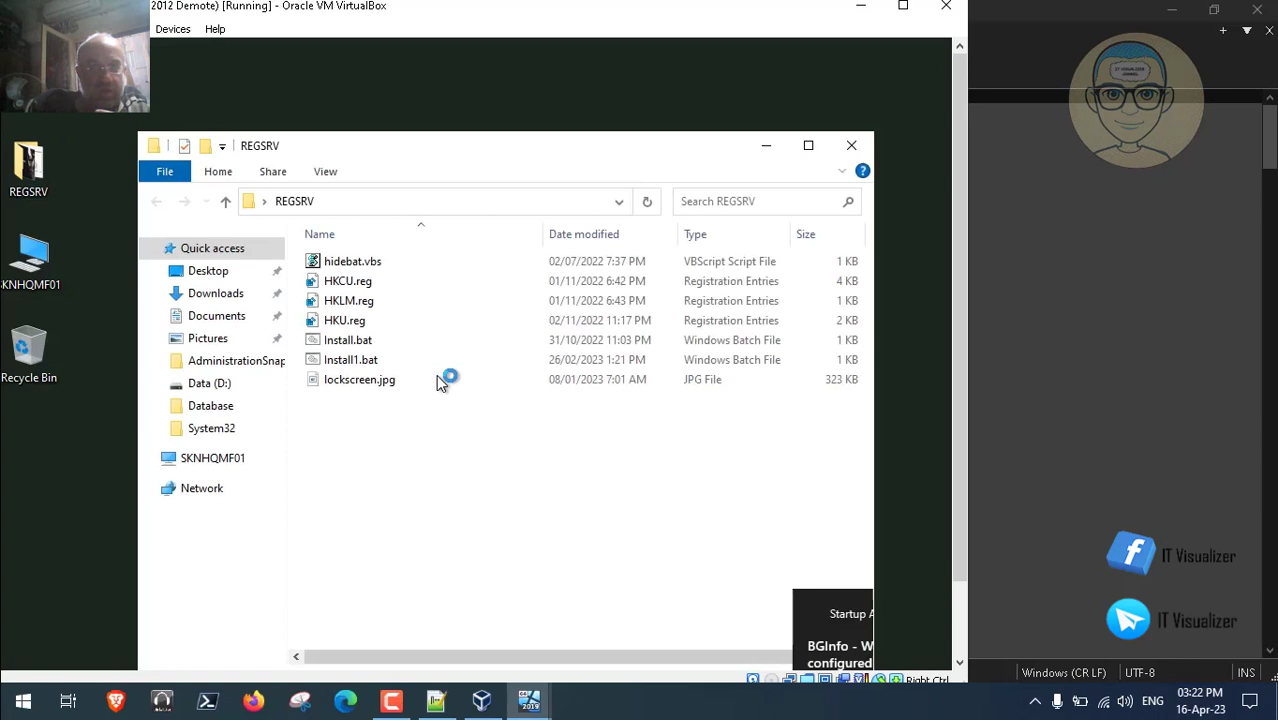 2012 Demote) [Running] - Oracle VM VirtualBox
Devices Help
IT VISUALIZER
CHANNEL
REGSRV
SKNHQMF01
Recycle Bin
REGSRV
File Home Share View
REGSRV
Search REGSRV
Name Date modified Type Size
hidebat.vbs 02/07/2022 7:37 PM VBScript Script File 1 KB
HKCU.reg 01/11/2022 6:42 PM Registration Entries 4 KB
HKLM.reg 01/11/2022 6:43 PM Registration Entries 1 KB
HKU.reg 02/11/2022 11:17 PM Registration Entries 2 KB
Install.bat 31/10/2022 11:03 PM Windows Batch File 1 KB
Install1.bat 26/02/2023 1:21 PM Windows Batch File 1 KB
lockscreen.jpg 08/01/2023 7:01 AM JPG File 323 KB
Quick access
Desktop
Downloads
Documents
Pictures
AdministrationSnap
Data (D:)
Database
System32
SKNHQMF01
Network
Startup A
BGInfo - W
configured
IT Visualizer
IT Visualizer
Right Ctrl
Windows (CR LF) UTF-8 INS
2019
ENG
03:22 PM
16-Apr-23